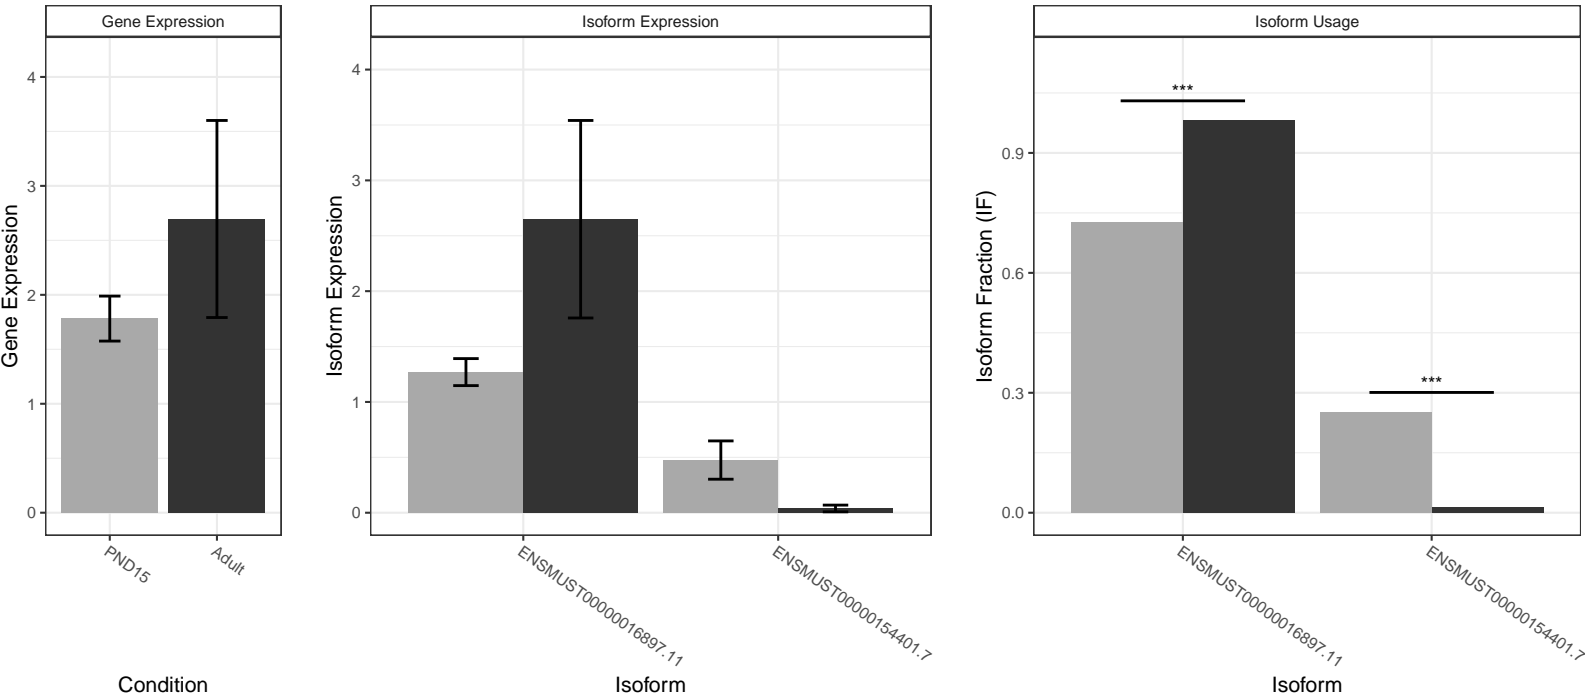 Gene Expression
Isoform Expression
Isoform Usage
Gene Expression
4
3
2
1
0
PND15
Adult
Condition
Isoform Expression
4
3
2
1
0
ENSMUST00000016897.11
ENSMUST00000154401.7
Isoform
Isoform Fraction (IF)
0.9
0.6
0.3
0.0
***
***
ENSMUST00000016897.11
ENSMUST00000154401.7
Isoform